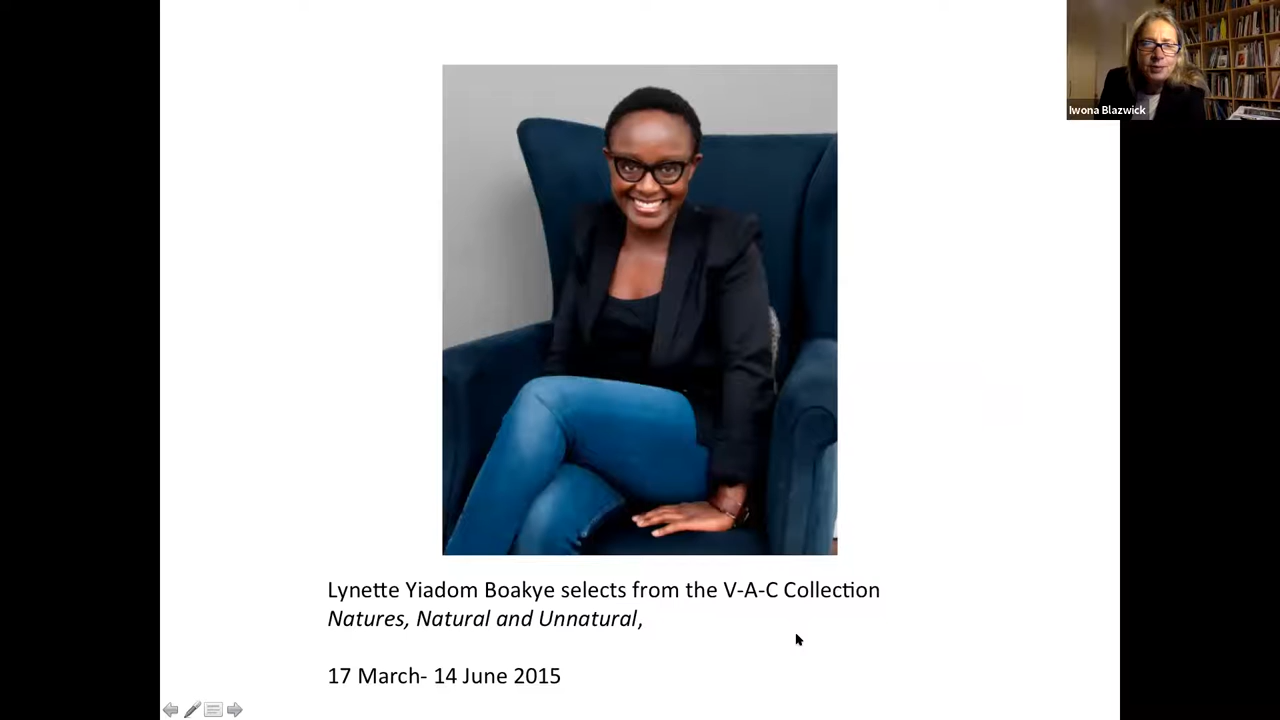 Iwona Blazwick
Lynette Yiadom Boakye selects from the V-A-C Collection
Natures, Natural and Unnatural,
17 March- 14 June 2015